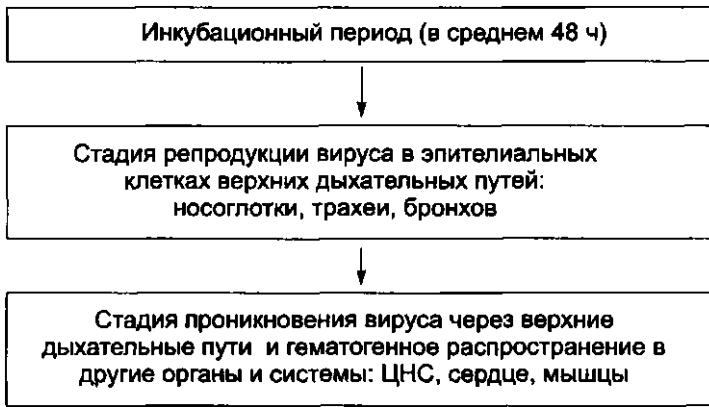 Инкубационный период (в среднем 48 ч)
Стадия репродукции вируса в эпителиальных
клетках верхних дыхательных путей:
носоглотки, трахеи, бронхов
Стадия проникновения вируса через верхние
дыхательные пути и гематогенное распространение в
другие органы и системы: ЦНС, сердце, мышцы